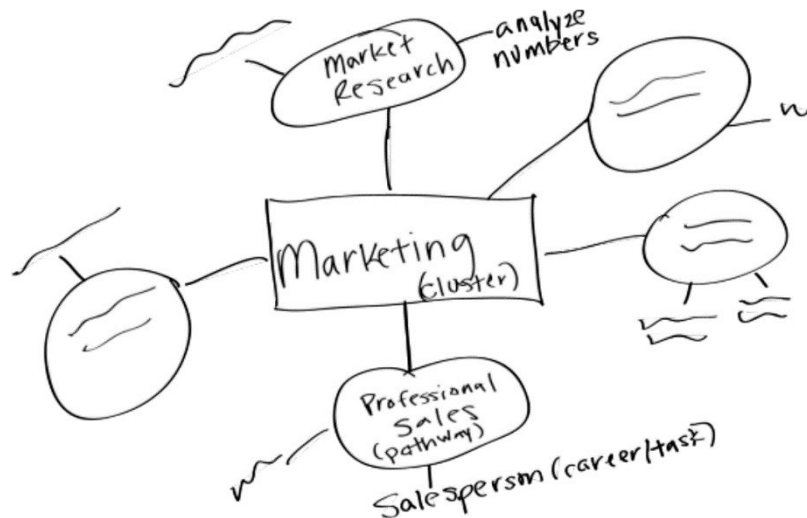 Market
Research
analyze
numbers
Marketing
(cluster)
Professional
Sales
(pathway)
Salesperson (career/task)